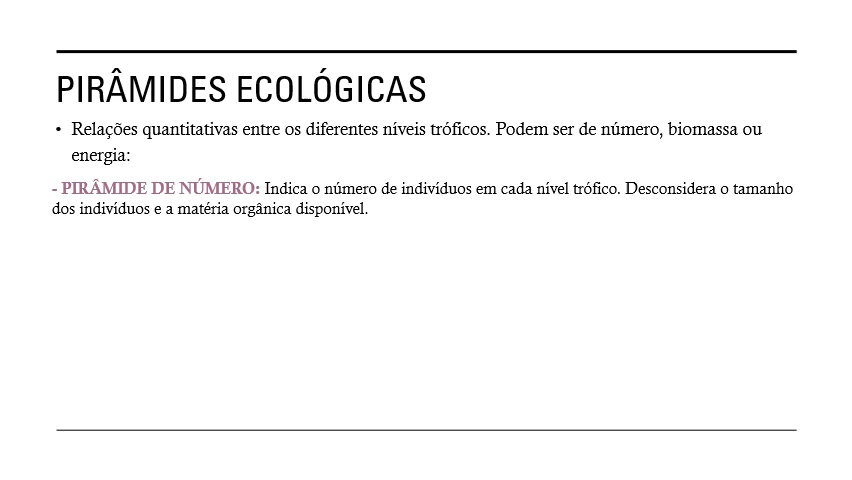 PIRÂMIDES ECOLÓGICAS
• Relações quantitativas entre os diferentes níveis tróficos. Podem ser de número, biomassa ou
energia:
- PIRÂMIDE DE NÚMERO: Indica o número de indivíduos em cada nível trófico. Desconsidera o tamanho
dos indivíduos e a matéria orgânica disponível.